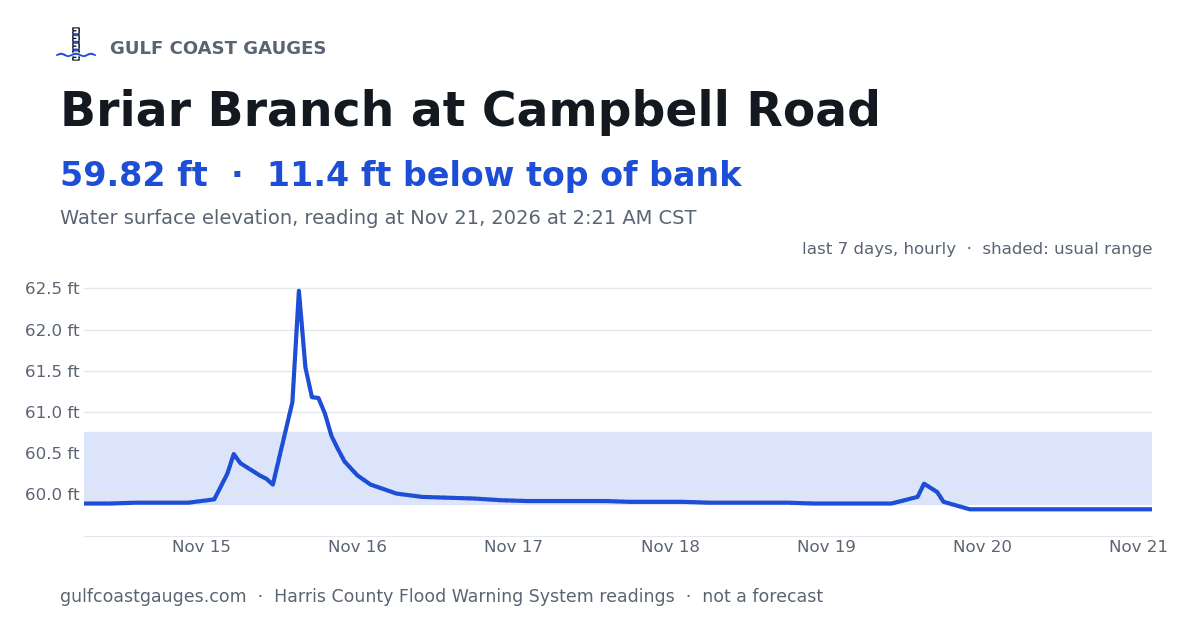 GULF COAST GAUGES
Briar Branch at Campbell Road
59.82 ft · 11.4 ft below top of bank
Water surface elevation, reading at Nov 21, 2026 at 2:21 AM CST
last 7 days, hourly · shaded: usual range
62.5 ft
62.0 ft
61.5 ft
61.0 ft
60.5 ft
60.0 ft
Nov 15 Nov 16 Nov 17 Nov 18 Nov 19 Nov 20 Nov 21
gulfcoastgauges.com · Harris County Flood Warning System readings · not a forecast